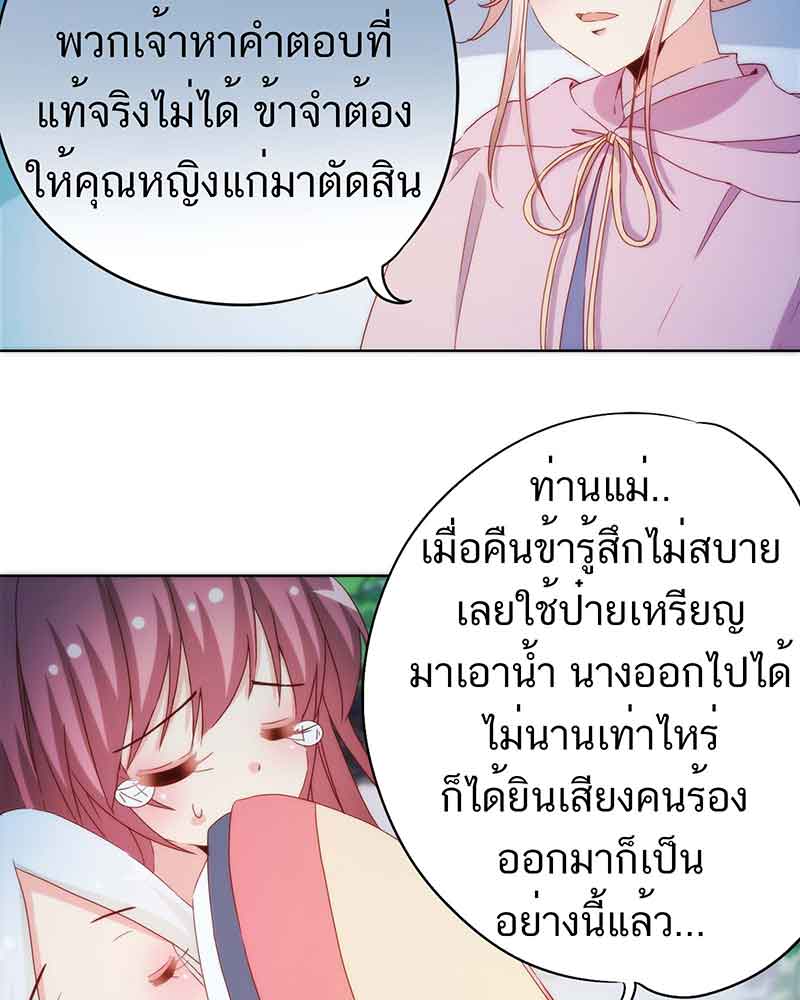 พวกเจ้าหาคำตอบที่
แท้จริงไม่ได้ ข้าจำต้อง
ให้คุณหญิงแก่มาตัดสิน
ท่านแม่..
เมื่อคืนข้ารู้สึกไม่สบาย
เลยใช้ป๋ายเหรียญ
มาเอาน้ำ นางออกไปได้
ไม่นานเท่าไหร่
ก็ได้ยินเสียงคนร้อง
ออกมาก็เป็น
อย่างนี้แล้ว...